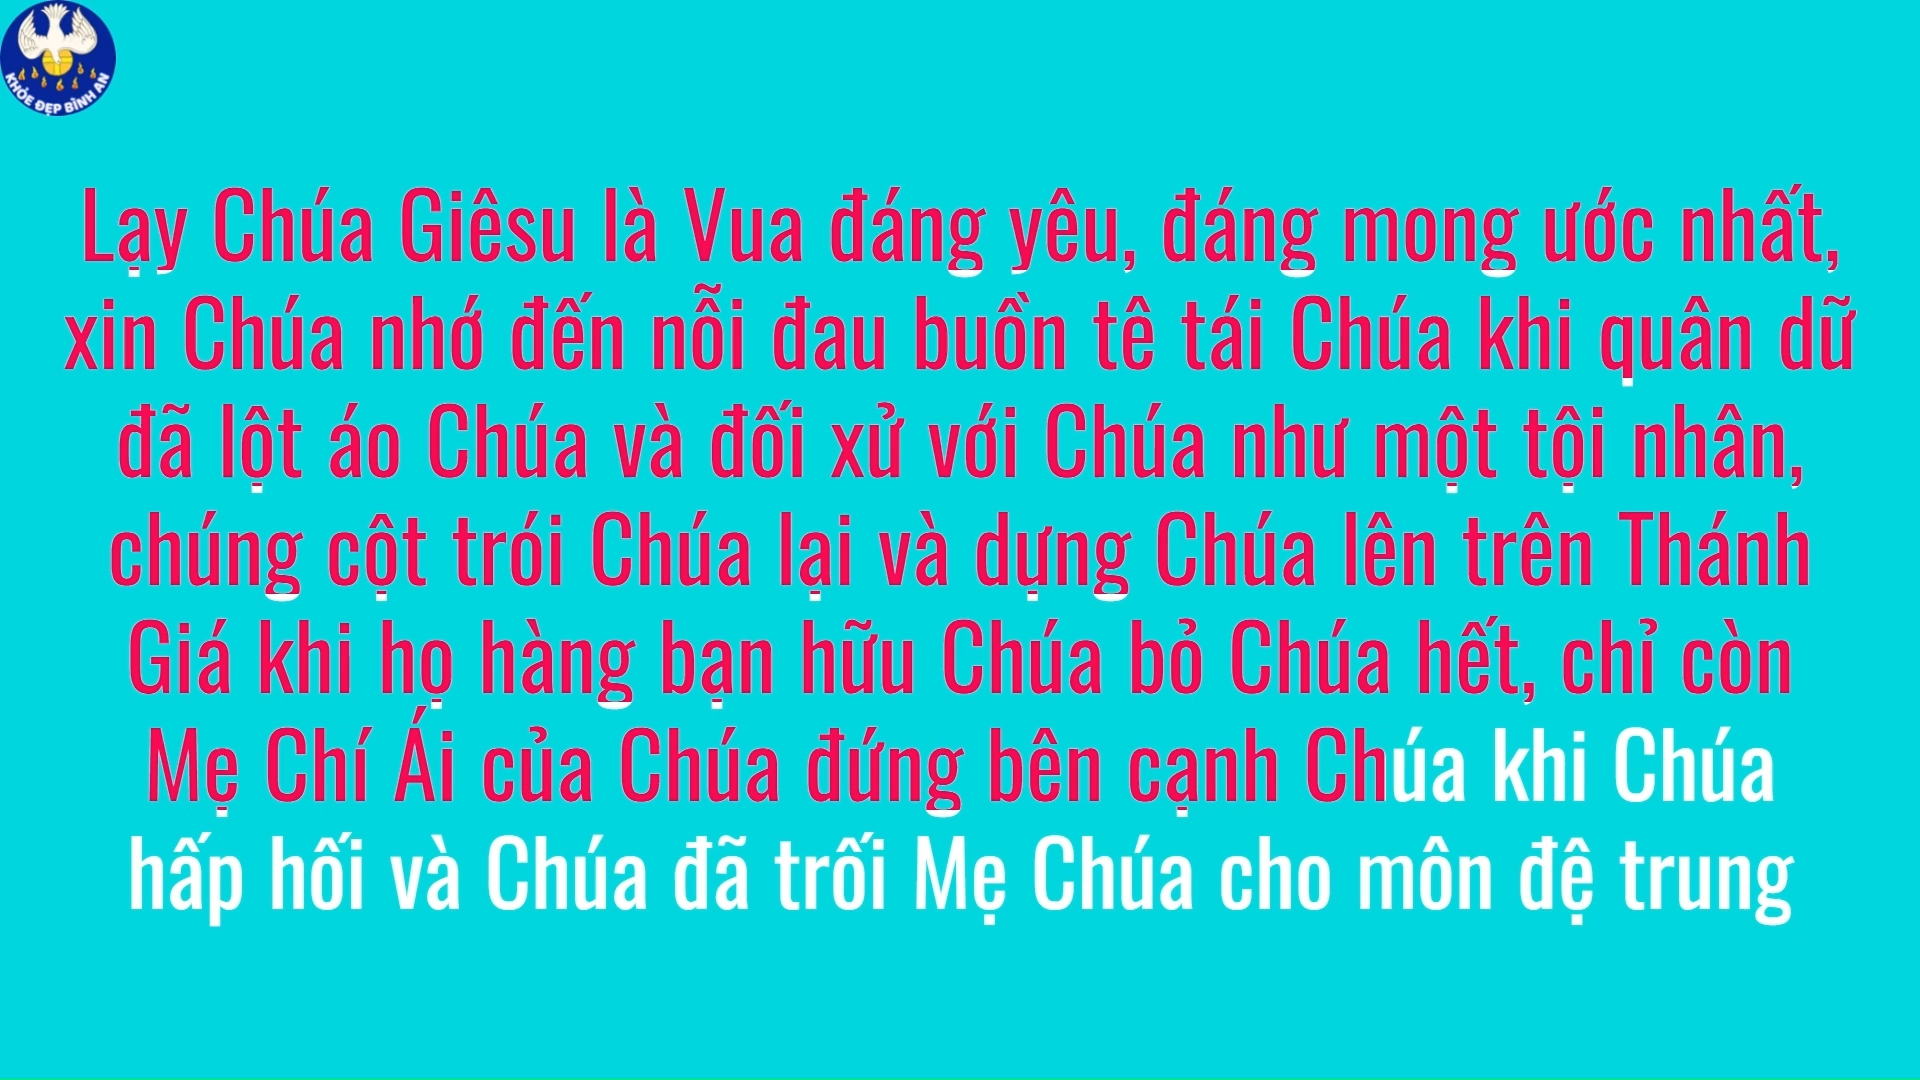 KHỎE ĐẸP BÌNH AN
Lạy Chúa Giêsu là Vua đáng yêu, đáng mong ước nhất,
xin Chúa nhớ đến nỗi đau buồn tê tái Chúa khi quân dữ
đã lột áo Chúa và đối xử với Chúa như một tội nhân,
chúng cột trói Chúa lại và dựng Chúa lên trên Thánh
Giá khi họ hàng bạn hữu Chúa bỏ Chúa hết, chỉ còn
Mẹ Chí Ái của Chúa đứng bên cạnh Chúa khi Chúa
hấp hối và Chúa đã trối Mẹ Chúa cho môn đệ trung